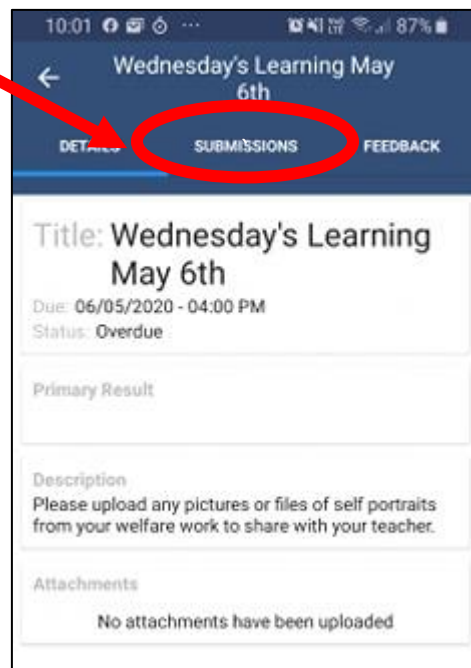 10:01 87%
Wednesday's Learning May
6th
DETAILS SUBMISSIONS FEEDBACK
Title: Wednesday's Learning
May 6th
Due: 06/05/2020 - 04:00 PM
Status: Overdue
Primary Result
Description
Please upload any pictures or files of self portraits
from your welfare work to share with your teacher.
Attachments
No attachments have been uploaded